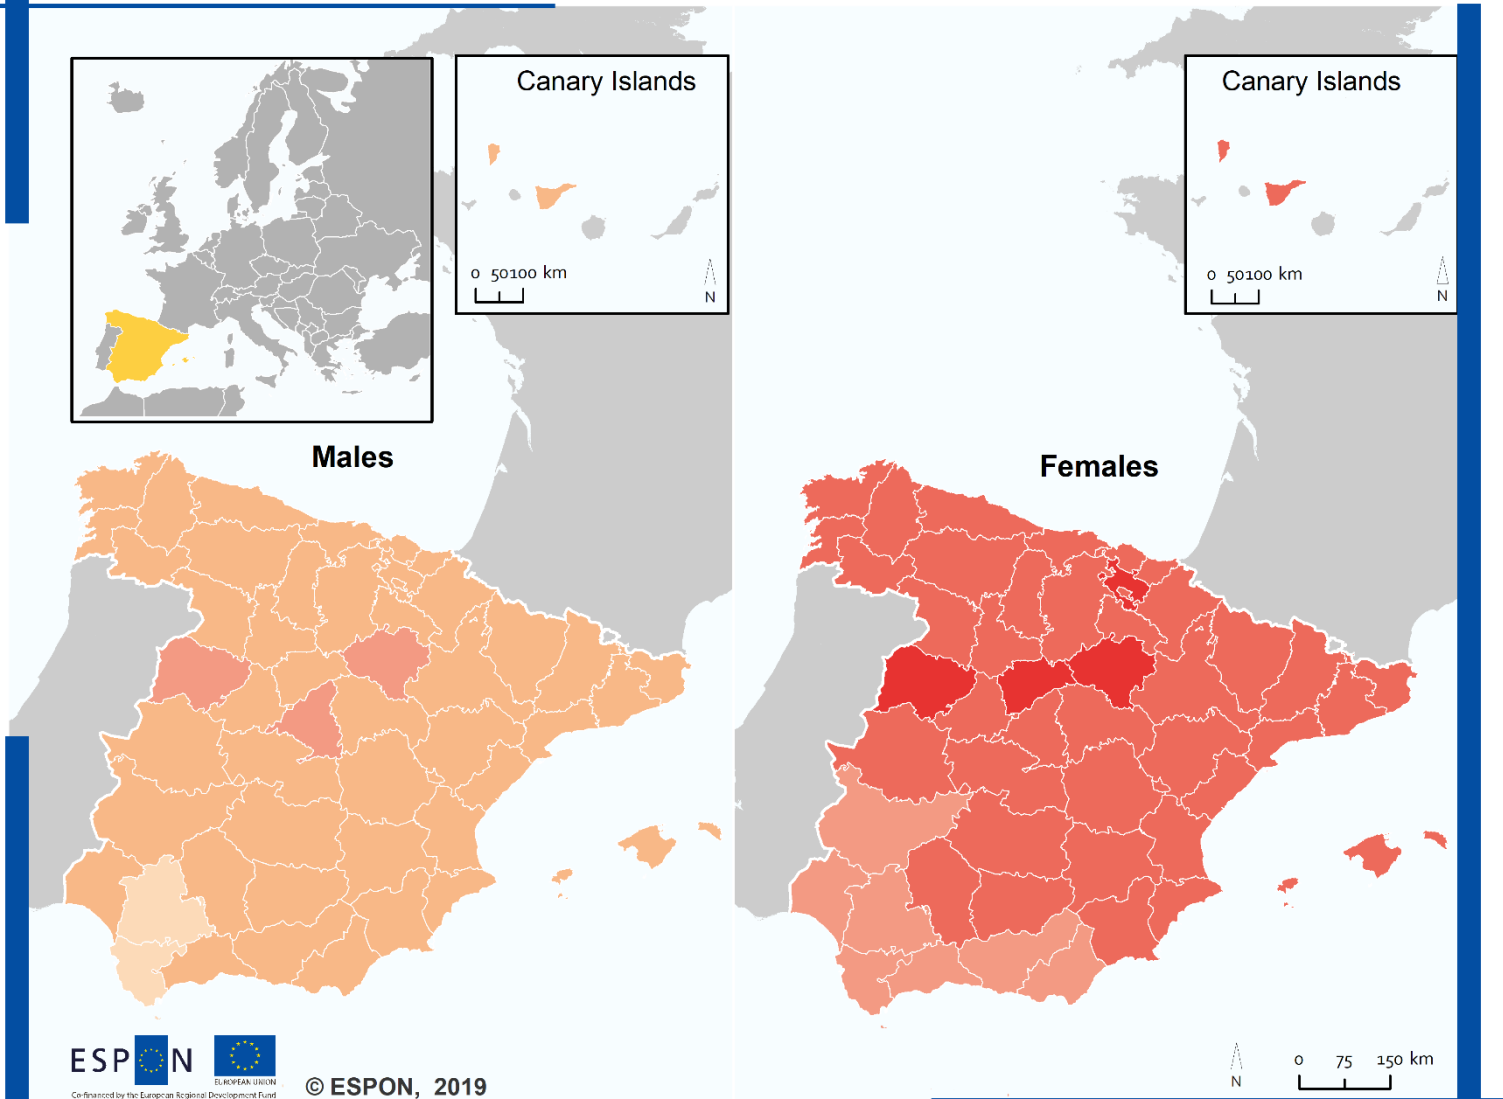 Canary Islands
0 50100 km
N
Canary Islands
0 50100 km
N
Males
Females
ESPON
EUROPEAN UNION
Co-financed by the European Regional Development Fund
© ESPON, 2019
N
0 75 150 km